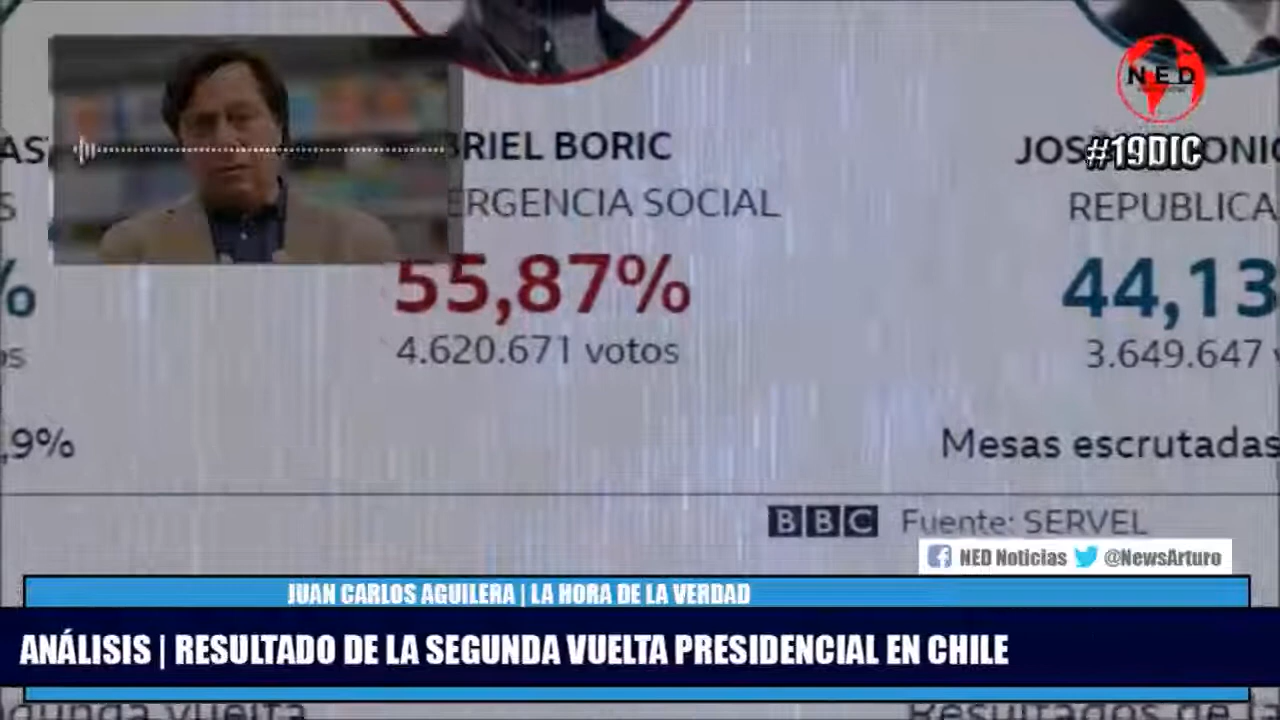 NED
#19DIC
BRIEL BORIC
ERGENCIA SOCIAL
55,87%
4.620.671 votos
REPUBLICA
44,13
3.649.647
,9%
Mesas escrutadas
BBC Fuente: SERVEL
NED Noticias @NewsArturo
JUAN CARLOS AGUILERA | LA HORA DE LA VERDAD
ANÁLISIS | RESULTADO DE LA SEGUNDA VUELTA PRESIDENCIAL EN CHILE